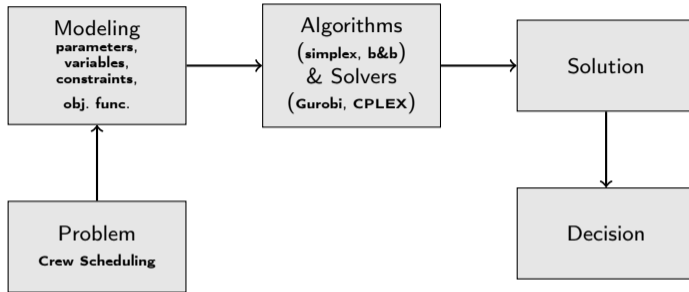 Modeling
parameters,
variables,
constraints,
obj. func.
Algorithms
(simplex, b&b)
& Solvers
(Gurobi, CPLEX)
Solution
Problem
Crew Scheduling
Decision